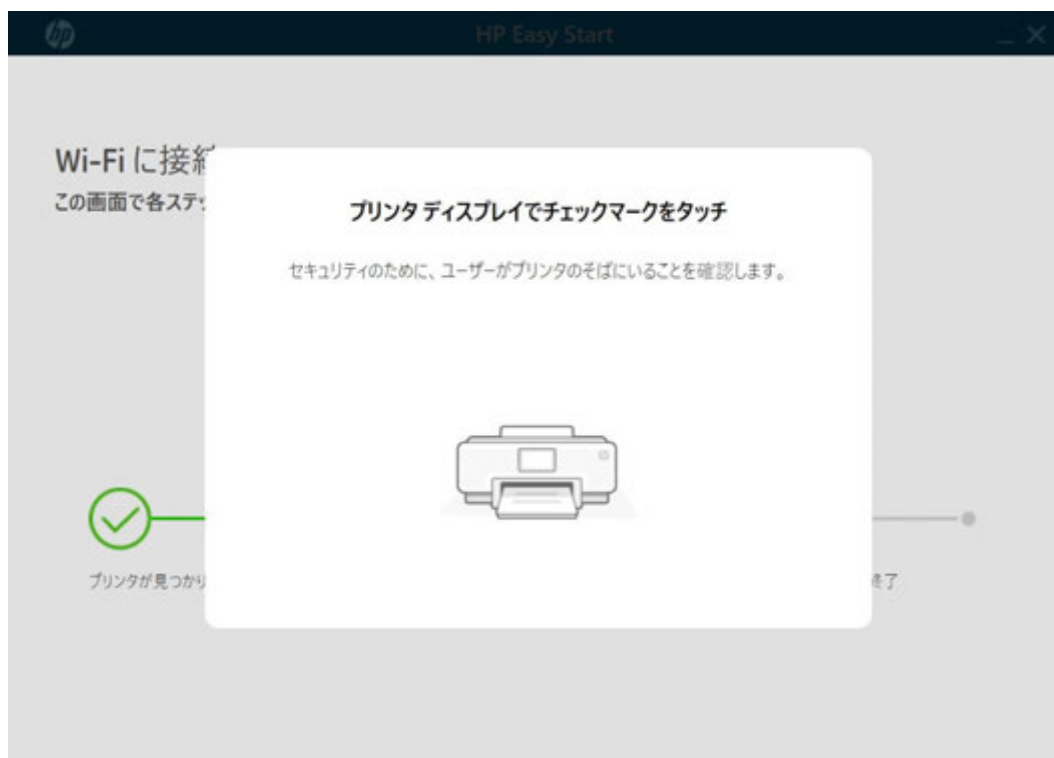 hp
HP Easy Start
Wi-Fi に接
この画面で各ステッ
プリンタ ディスプレイでチェックマークをタッチ
セキュリティのために、ユーザーがプリンタのそばにいることを確認します。
プリンタが見つかり
終了